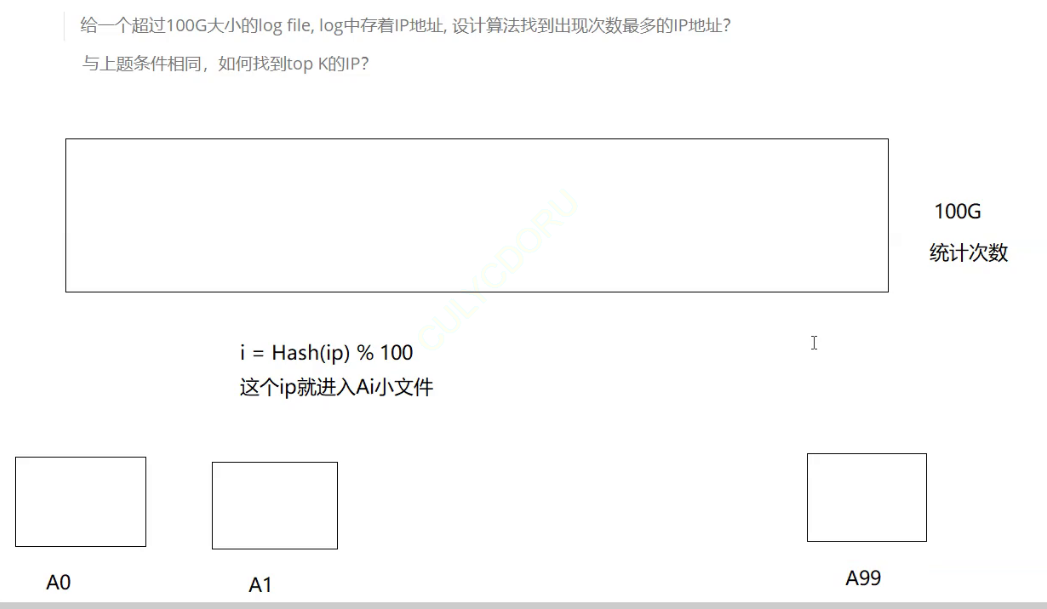 给一个超过100G大小的log file, log中存着IP地址, 设计算法找到出现次数最多的IP地址？
与上题条件相同，如何找到top K的IP？
100G
统计次数
i = Hash(ip) % 100
这个ip就进入Ai小文件
A0
A1
A99